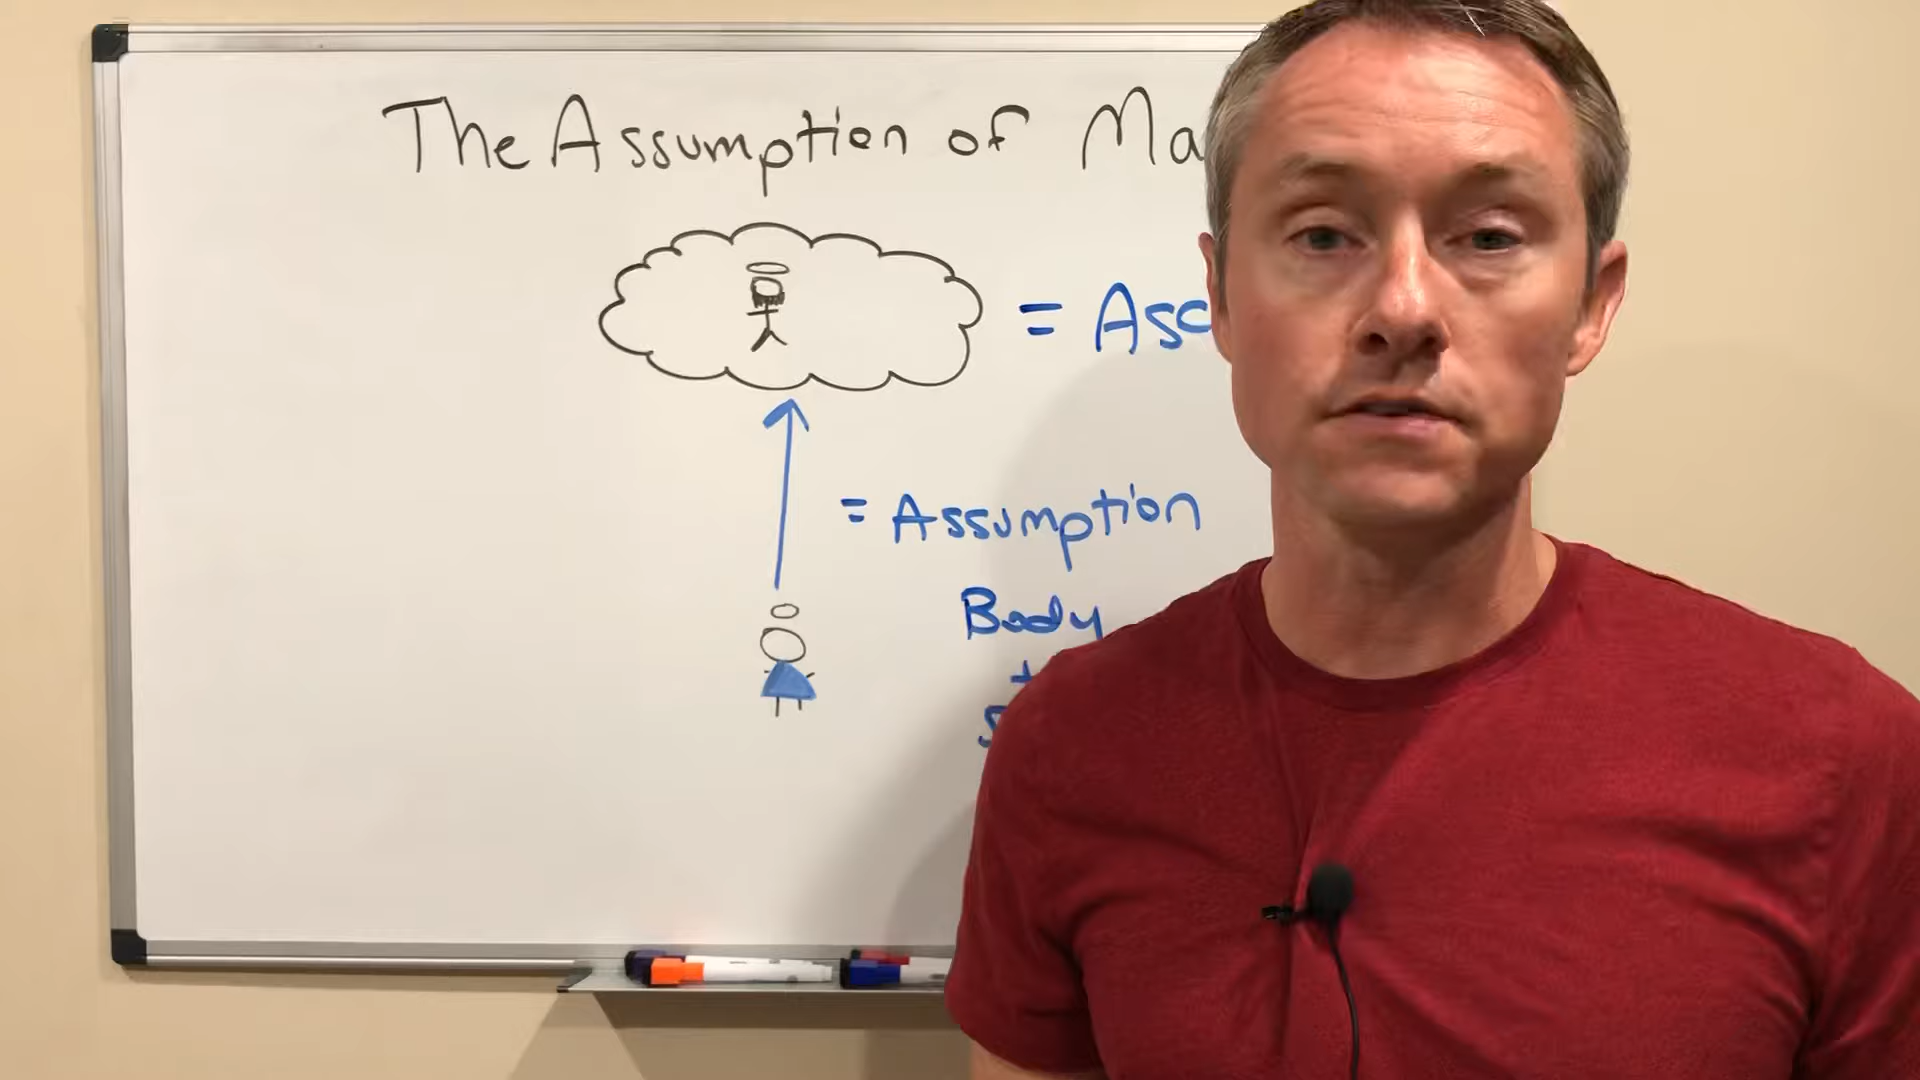 The Assumption of Ma
= Asc
= Assumption
Body
+
S